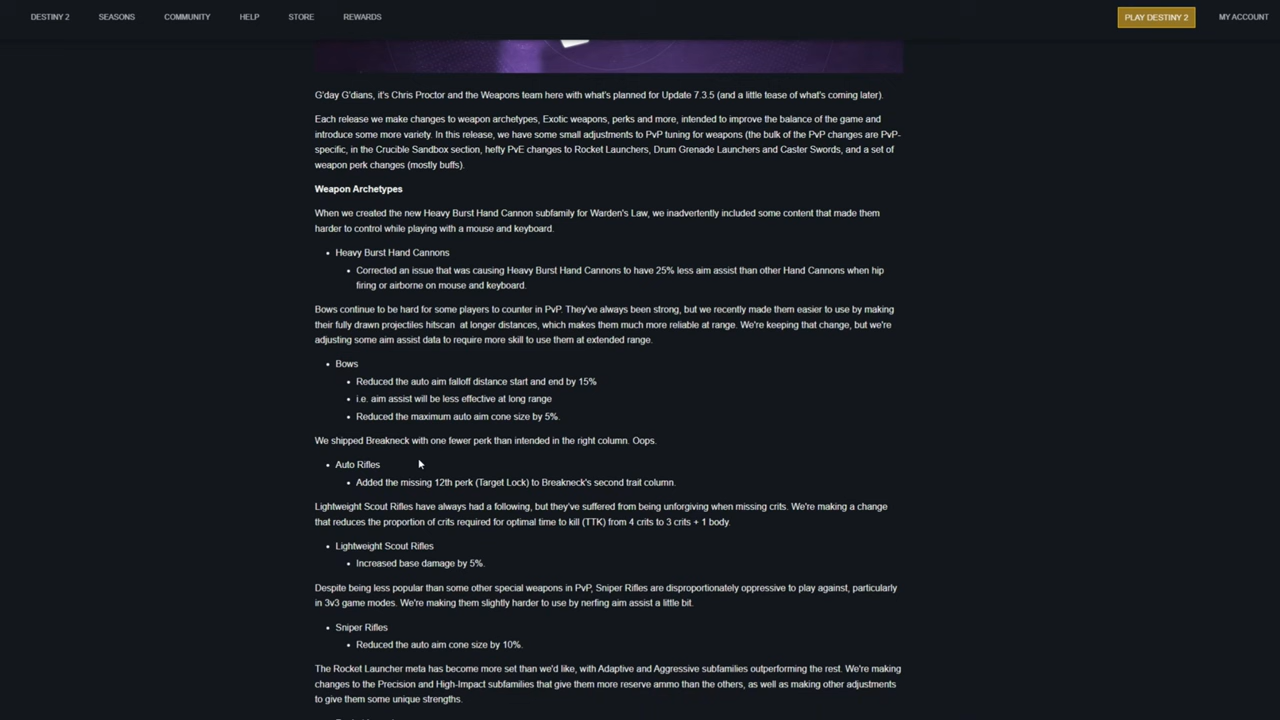 DESTINY 2 SEASONS COMMUNITY HELP STORE REWARDS PLAY DESTINY 2 MY ACCOUNT
G'day G'dians, it's Chris Proctor and the Weapons team here with what's planned for Update 7.3.5 (and a little tease of what's coming later).
Each release we make changes to weapon archetypes, Exotic weapons, perks and more, intended to improve the balance of the game and
introduce some more variety. In this release, we have some small adjustments to PvP tuning for weapons (the bulk of the PvP changes are PvP-
specific, in the Crucible Sandbox section, hefty PvE changes to Rocket Launchers, Drum Grenade Launchers and Caster Swords, and a set of
weapon perk changes (mostly buffs).
Weapon Archetypes
When we created the new Heavy Burst Hand Cannon subfamily for Warden's Law, we inadvertently included some content that made them
harder to control while playing with a mouse and keyboard.
• Heavy Burst Hand Cannons
• Corrected an issue that was causing Heavy Burst Hand Cannons to have 25% less aim assist than other Hand Cannons when hip
firing or airborne on mouse and keyboard.
Bows continue to be hard for some players to counter in PvP. They've always been strong, but we recently made them easier to use by making
their fully drawn projectiles hitscan at longer distances, which makes them much more reliable at range. We're keeping that change, but we're
adjusting some aim assist data to require more skill to use them at extended range.
• Bows
• Reduced the auto aim falloff distance start and end by 15%
• i.e. aim assist will be less effective at long range
• Reduced the maximum auto aim cone size by 5%.
We shipped Breakneck with one fewer perk than intended in the right column. Oops.
• Auto Rifles
• Added the missing 12th perk (Target Lock) to Breakneck's second trait column.
Lightweight Scout Rifles have always had a following, but they've suffered from being unforgiving when missing crits. We're making a change
that reduces the proportion of crits required for optimal time to kill (TTK) from 4 crits to 3 crits + 1 body.
• Lightweight Scout Rifles
• Increased base damage by 5%.
Despite being less popular than some other special weapons in PvP, Sniper Rifles are disproportionately oppressive to play against, particularly
in 3v3 game modes. We're making them slightly harder to use by nerfing aim assist a little bit.
• Sniper Rifles
• Reduced the auto aim cone size by 10%.
The Rocket Launcher meta has become more set than we'd like, with Adaptive and Aggressive subfamilies outperforming the rest. We're making
changes to the Precision and High-Impact subfamilies that give them more reserve ammo than the others, as well as making other adjustments
to give them some unique strengths.